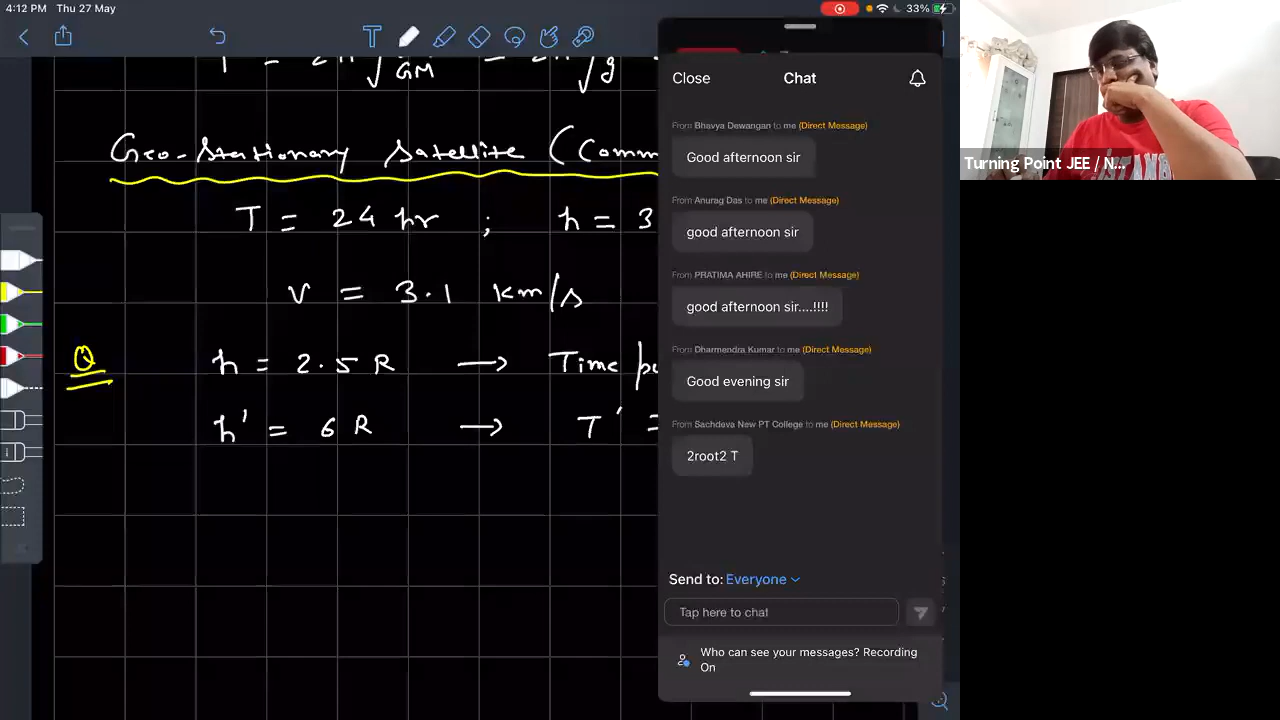 4:12 PM Thu 27 May
33%
T
GM
g
Geo-Stationary Satellite (Comm
T = 24 hr ; h = 3
v = 3.1 km/s
Q h = 2.5 R → Time pe
h' = 6 R → T' =
Close Chat
From Bhavya Dewangan to me (Direct Message)
Good afternoon sir
From Anurag Das to me (Direct Message)
good afternoon sir
From PRATIMA AHIRE to me (Direct Message)
good afternoon sir....!!!!
From Dharmendra Kumar to me (Direct Message)
Good evening sir
From Sachdeva New PT College to me (Direct Message)
2root2 T
Send to: Everyone
Tap here to chat
Who can see your messages? Recording
On
Turning Point JEE / N...